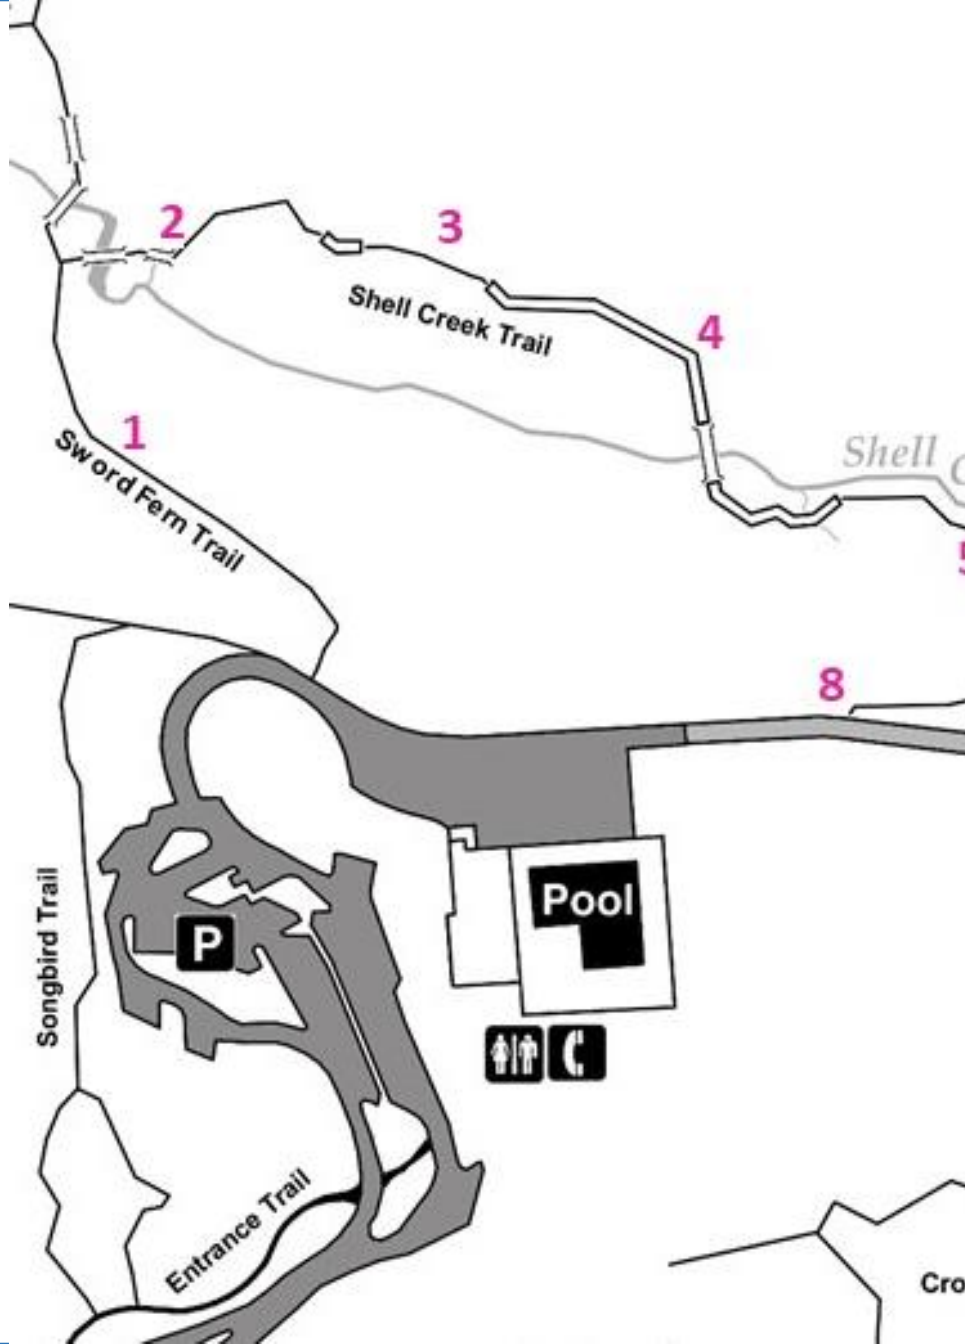 2
3
Shell Creek Trail
4
Shell C
1
Sword Fern Trail
5
8
Songbird Trail
P
Pool
Entrance Trail
Cro